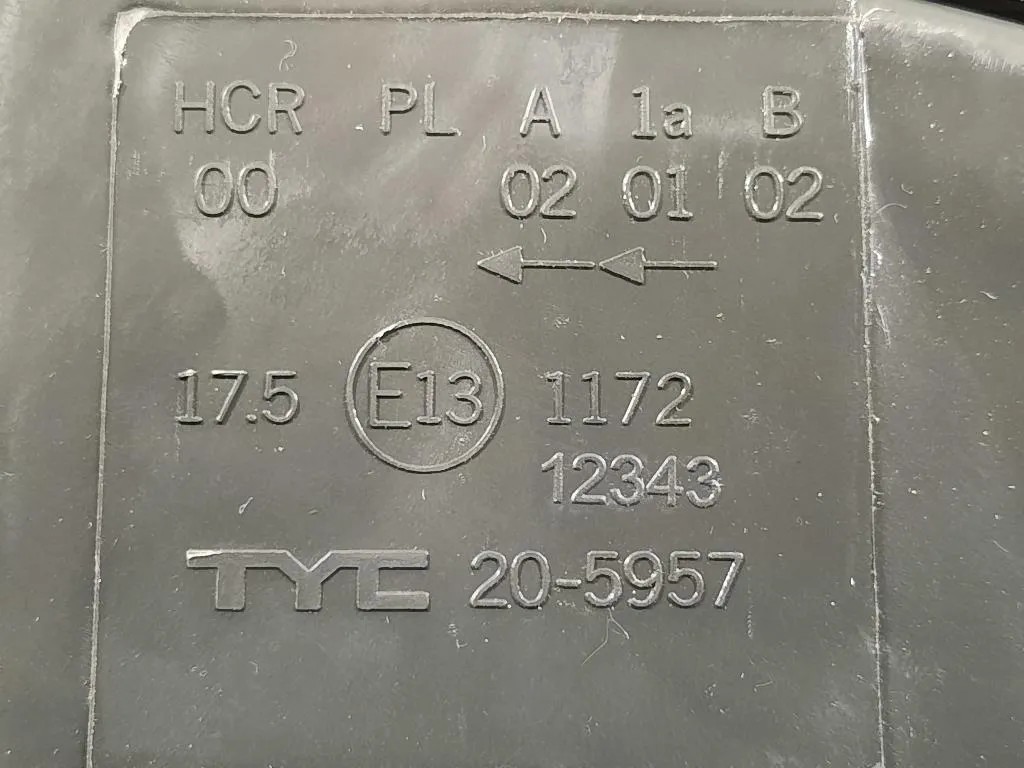 HCR PL A 1a B
00 02 01 02
17.5 E13 1172
12343
TYC 20-5957